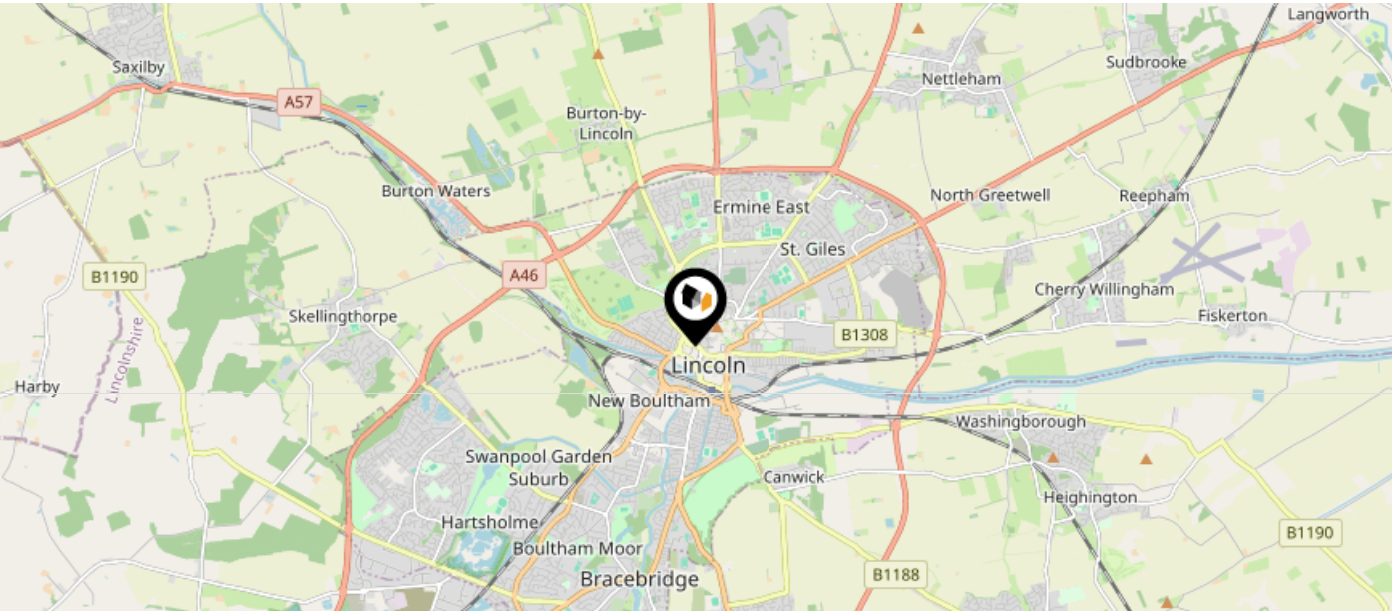 Langworth
Saxilby
Sudbrooke
Nettleham
A57
Burton-by-
Lincoln
Burton Waters
North Greetwell
Reepham
Ermine East
St. Giles
B1190
A46
Cherry Willingham
Skellingthorpe
Fiskerton
B1308
Lincolnshire
Lincoln
Harby
New Boultham
Washingborough
Swanpool Garden
Suburb
Canwick
Heighington
Hartsholme
B1190
Boultham Moor
B1188
Bracebridge